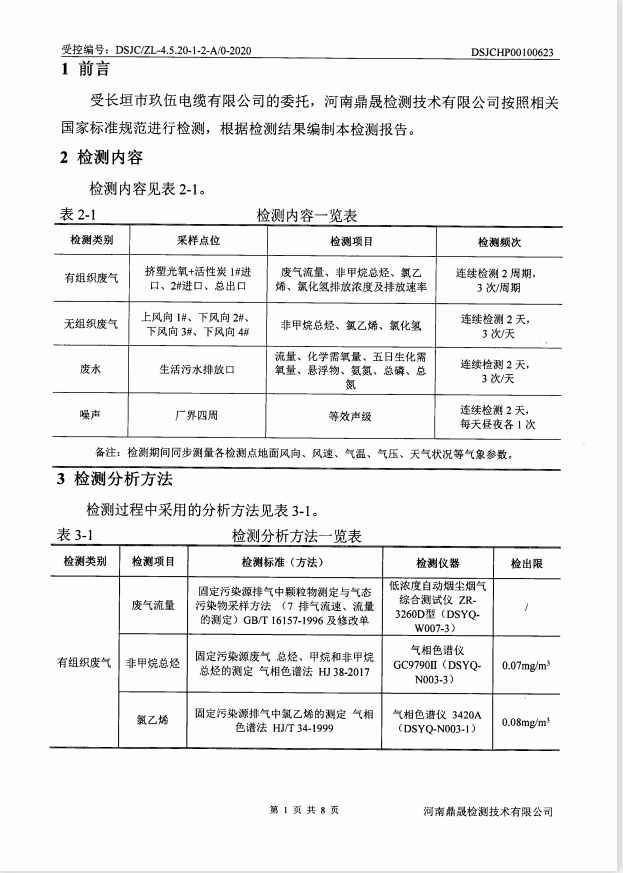 受控编号：DSJC/ZL-4.5.20-1-2-A/0-2020
DSJCHP00100623
1 前言
受长垣市玖伍电缆有限公司的委托，河南鼎晟检测技术有限公司按照相关
国家标准规范进行检测，根据检测结果编制本检测报告。
2 检测内容
检测内容见表 2-1。
表 2-1 检测内容一览表
检测类别 采样点位 检测项目 检测频次
有组织废气
挤塑光氧+活性炭 1#进
口、2#进口、总出口
废气流量、非甲烷总烃、氯乙
烯、氯化氢排放浓度及排放速率
连续检测 2 周期，
3 次/周期
无组织废气
上风向 1#、下风向 2#、
下风向 3#、下风向 4#
非甲烷总烃、氯乙烯、氯化氢
连续检测 2 天，
3 次/天
废水
生活污水排放口
流量、化学需氧量、五日生化需
氧量、悬浮物、氨氮、总磷、总
氮
连续检测 2 天，
3 次/天
噪声
厂界四周
等效声级
连续检测 2 天，
每天昼夜各 1 次
备注：检测期间同步测量各检测点地面风向、风速、气温、气压、天气状况等气象参数。
3 检测分析方法
检测过程中采用的分析方法见表 3-1。
表 3-1 检测分析方法一览表
检测类别 检测项目 检测标准（方法） 检测仪器 检出限
有组织废气
废气流量
固定污染源排气中颗粒物测定与气态
污染物采样方法 （7 排气流速、流量
的测定）GB/T 16157-1996 及修改单
低浓度自动烟尘烟气
综合测试仪 ZR-
3260D型（DSYQ-
W007-3）
/
非甲烷总烃
固定污染源废气 总烃、甲烷和非甲烷
总烃的测定 气相色谱法 HJ 38-2017
气相色谱仪
GC9790II（DSYQ-
N003-3）
0.07mg/m³
氯乙烯
固定污染源排气中氯乙烯的测定 气相
色谱法 HJ/T 34-1999
气相色谱仪 3420A
（DSYQ-N003-1）
0.08mg/m³
第 1 页 共 8 页
河南鼎晟检测技术有限公司